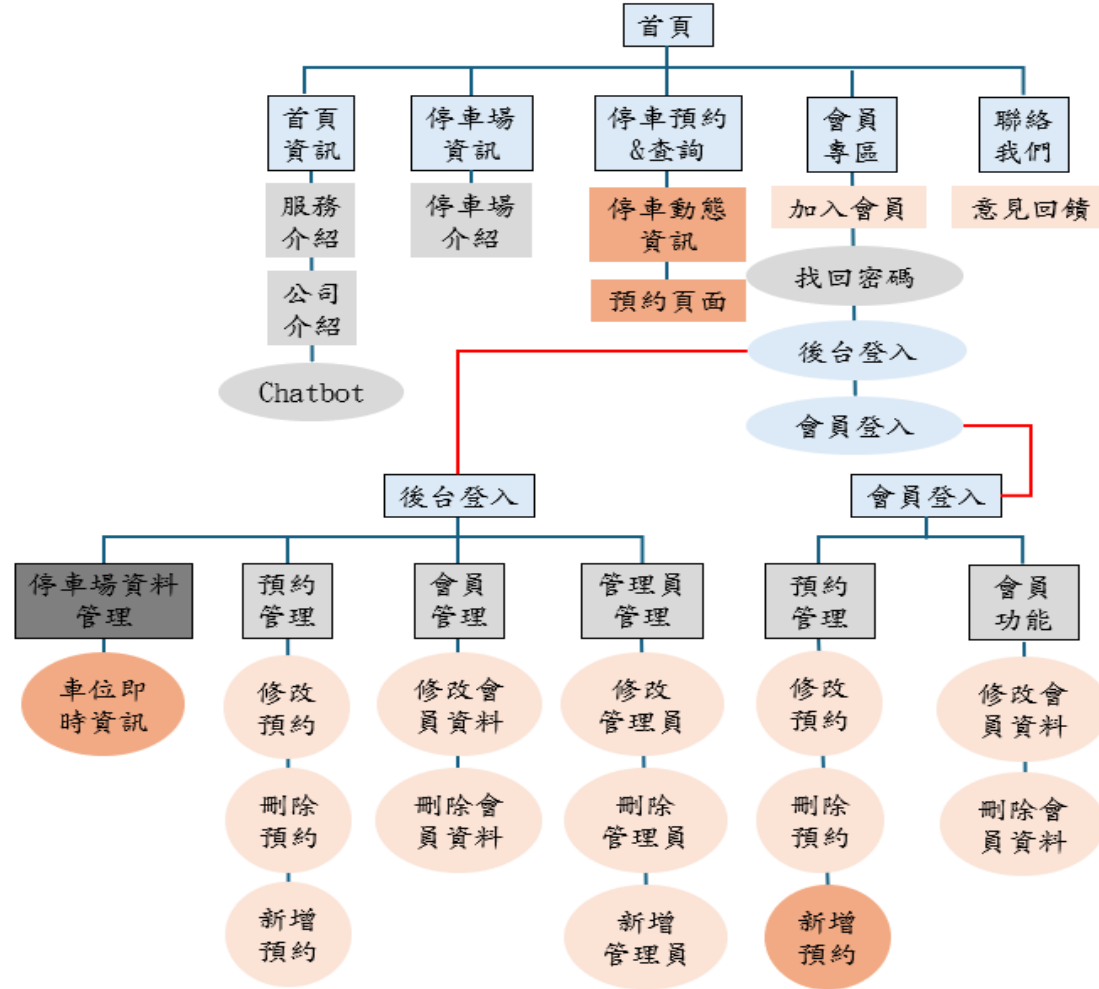 首頁
首頁
資訊
停車場
資訊
停車預約
&查詢
會員
專區
聯絡
我們
服務
介紹
停車場
介紹
停車動態
資訊
加入會員
意見回饋
公司
介紹
預約頁面
找回密碼
Chatbot
後台登入
會員登入
後台登入
會員登入
停車場資料
管理
預約
管理
會員
管理
管理員
管理
預約
管理
會員
功能
車位即
時資訊
修改
預約
修改會
員資料
修改
管理員
修改
預約
修改會
員資料
刪除
預約
刪除會
員資料
刪除
管理員
刪除
預約
刪除會
員資料
新增
預約
新增
管理員
新增
預約